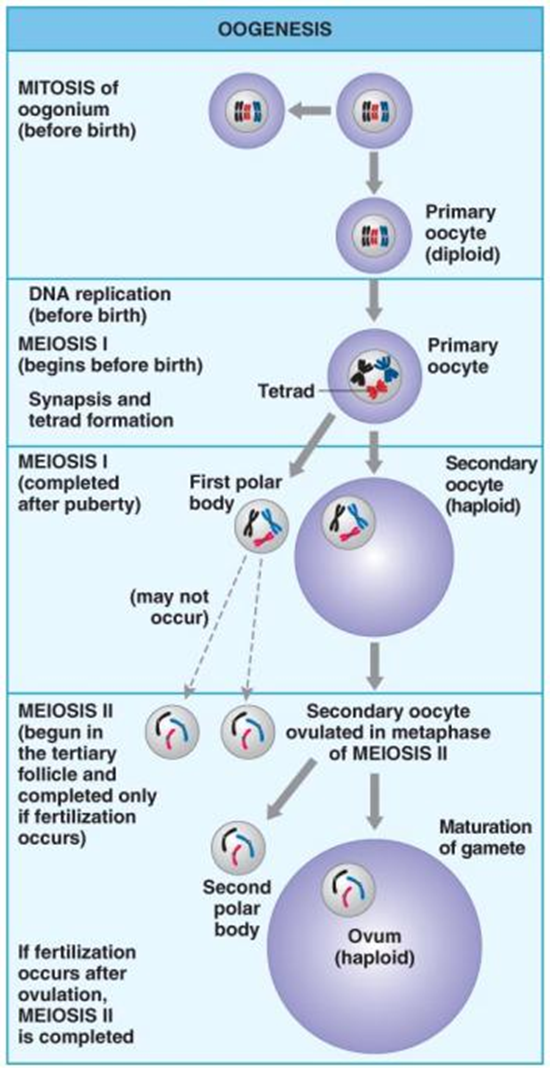 OOGENESIS
MITOSIS of
oogonium
(before birth)
Primary
oocyte
(diploid)
DNA replication
(before birth)
MEIOSIS I
(begins before birth)
Synapsis and
tetrad formation
Primary
oocyte
Tetrad
MEIOSIS I
(completed
after puberty)
First polar
body
Secondary
oocyte
(haploid)
(may not
occur)
MEIOSIS II
(begun in
the tertiary
follicle and
completed only
if fertilization
occurs)
Secondary oocyte
ovulated in metaphase
of MEIOSIS II
Maturation
of gamete
Second
polar
body
Ovum
(haploid)
If fertilization
occurs after
ovulation,
MEIOSIS II
is completed